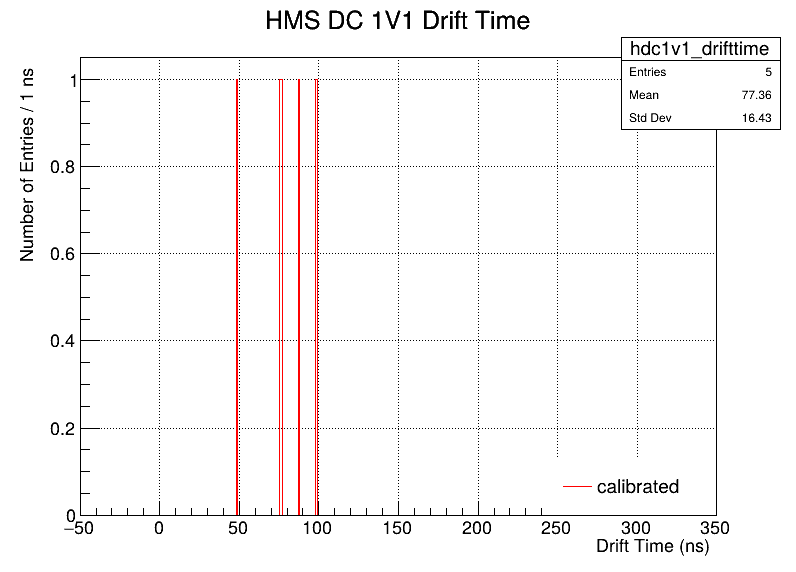 HMS DC 1V1 Drift Time
hdc1v1_drifttime
Entries 5
Mean 77.36
Std Dev 16.43
Number of Entries / 1 ns
1
0.8
0.6
0.4
0.2
0
−50 0 50 100 150 200 250 300 350
Drift Time (ns)
calibrated